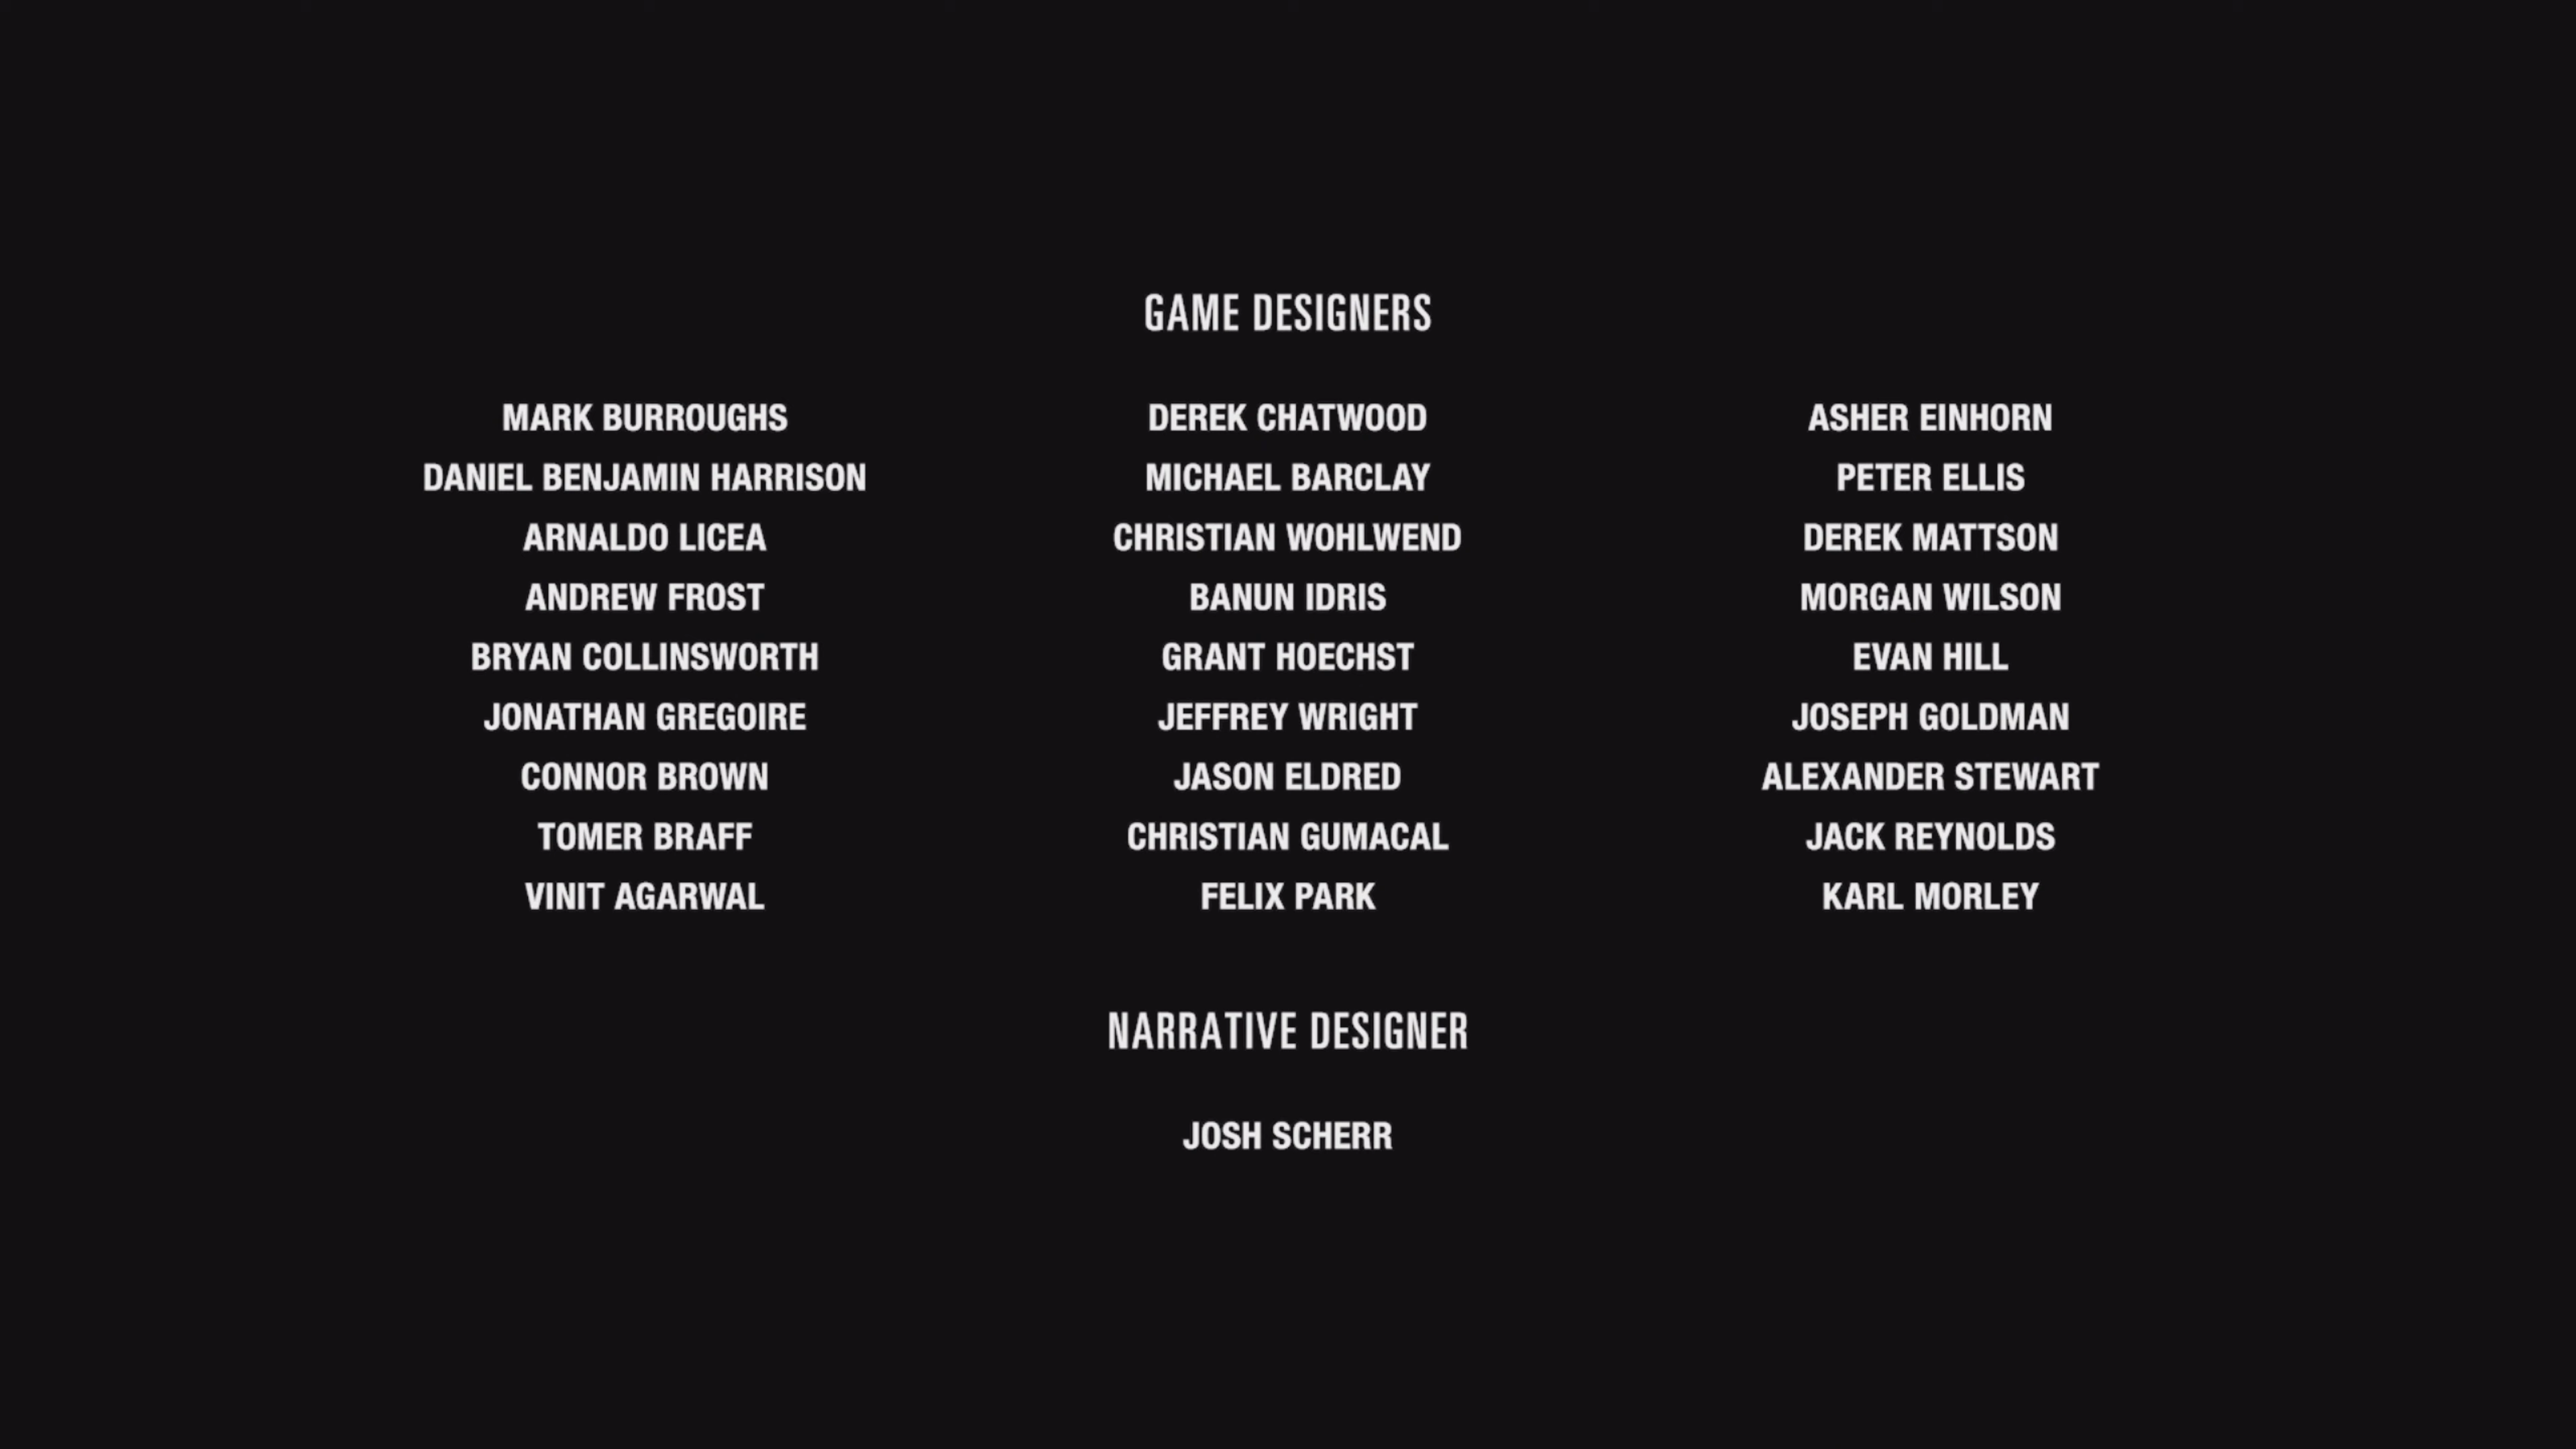 GAME DESIGNERS
MARK BURROUGHS DEREK CHATWOOD ASHER EINHORN
DANIEL BENJAMIN HARRISON MICHAEL BARCLAY PETER ELLIS
ARNALDO LICEA CHRISTIAN WOHLWEND DEREK MATTSON
ANDREW FROST BANUN IDRIS MORGAN WILSON
BRYAN COLLINSWORTH GRANT HOECHST EVAN HILL
JONATHAN GREGOIRE JEFFREY WRIGHT JOSEPH GOLDMAN
CONNOR BROWN JASON ELDRED ALEXANDER STEWART
TOMER BRAFF CHRISTIAN GUMACAL JACK REYNOLDS
VINIT AGARWAL FELIX PARK KARL MORLEY
NARRATIVE DESIGNER
JOSH SCHERR